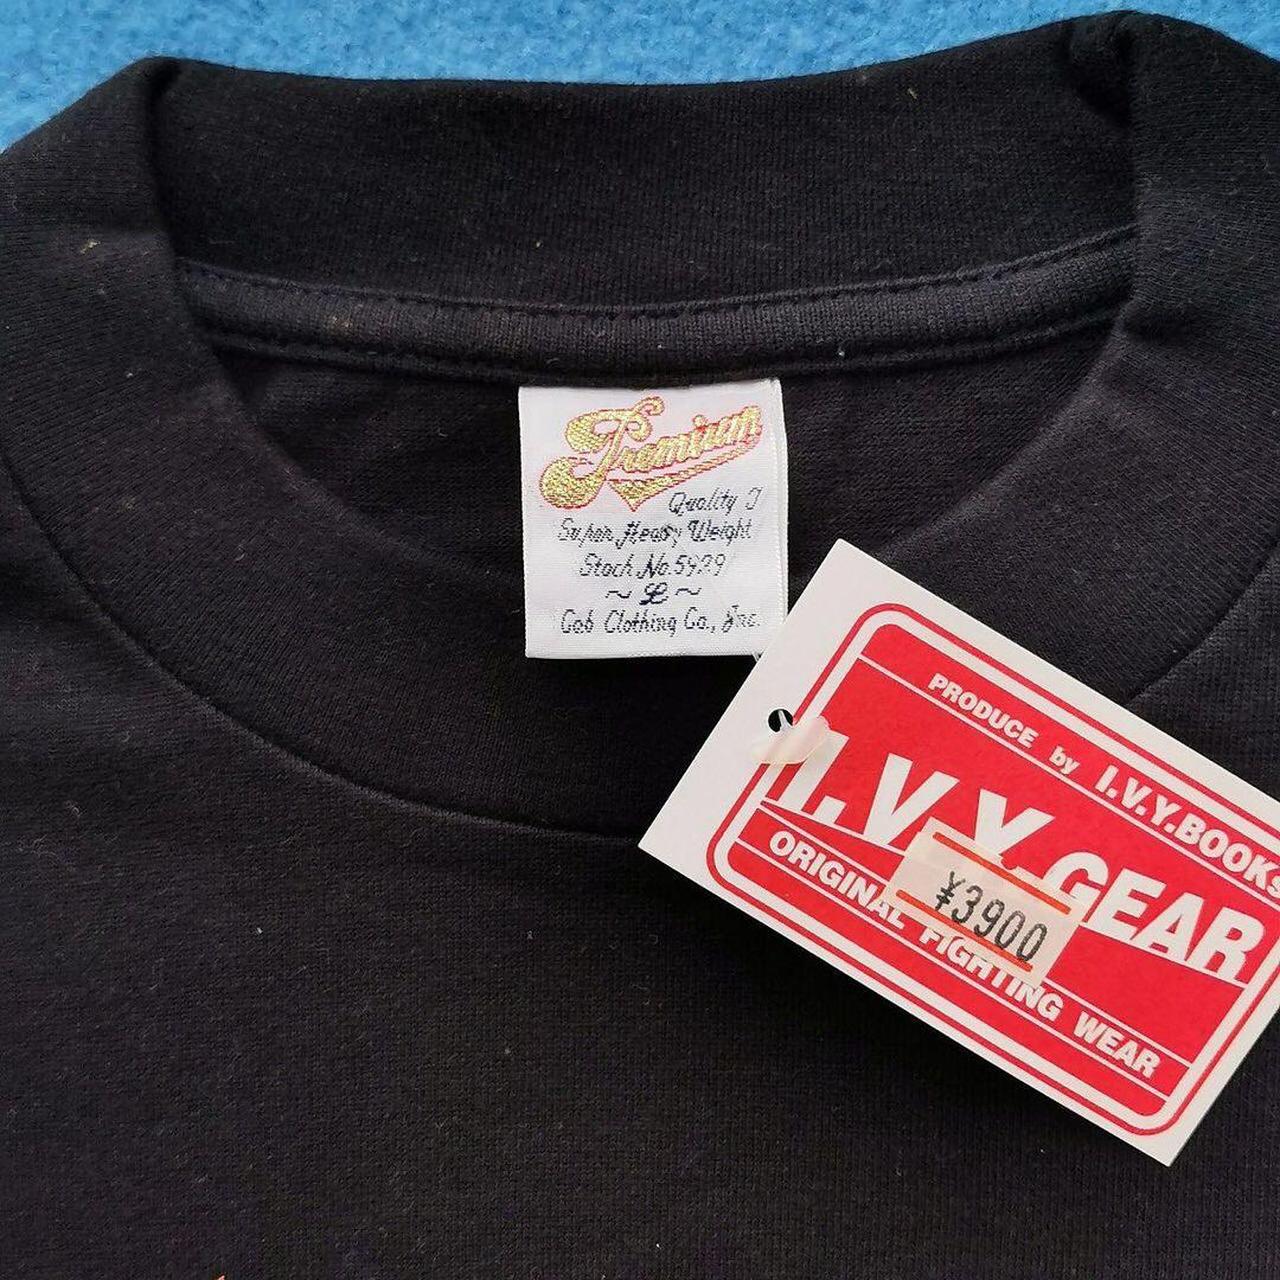 Premium
Quality J
Super Heavy Weight
Stock No.5929
~ L ~
Cab Clothing Co., Inc.
PRODUCE by I.V.Y.BOOKS
I.V.Y.GEAR
¥3900
ORIGINAL FIGHTING WEAR